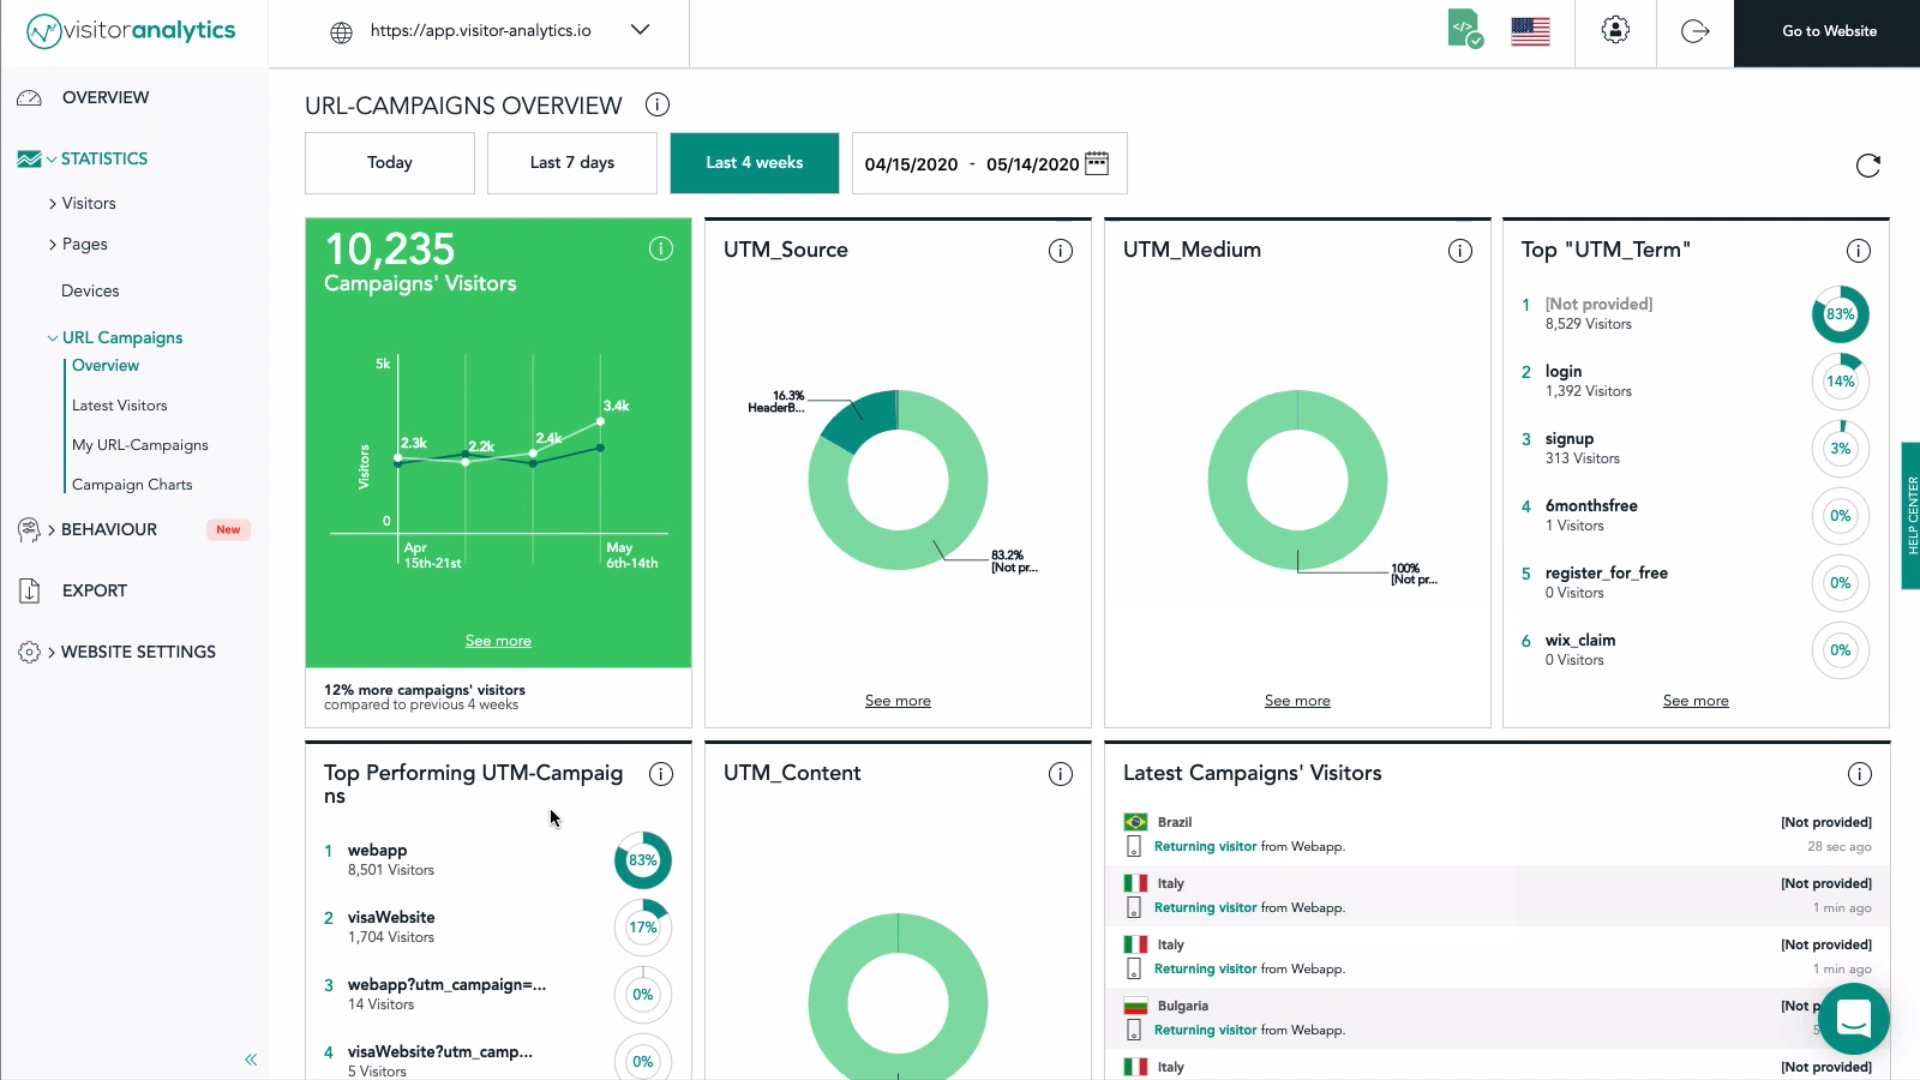 visitoranalytics
https://app.visitor-analytics.io
</>
Go to Website
OVERVIEW
STATISTICS
Visitors
Pages
Devices
URL Campaigns
Overview
Latest Visitors
My URL-Campaigns
Campaign Charts
BEHAVIOUR
New
EXPORT
WEBSITE SETTINGS
URL-CAMPAIGNS OVERVIEW
Today
Last 7 days
Last 4 weeks
04/15/2020 - 05/14/2020
10,235
Campaigns' Visitors
5k
3.4k
2.3k
2.2k
2.4k
Visitors
0
Apr
15th-21st
May
6th-14th
See more
12% more campaigns' visitors
compared to previous 4 weeks
UTM_Source
16.3%
HeaderB...
83.2%
[Not pr...
See more
UTM_Medium
100%
[Not pr...
See more
Top "UTM_Term"
1 [Not provided]
8,529 Visitors
83%
2 login
1,392 Visitors
14%
3 signup
313 Visitors
3%
4 6monthsfree
1 Visitors
0%
5 register_for_free
0 Visitors
0%
6 wix_claim
0 Visitors
0%
See more
HELP CENTER
Top Performing UTM-Campaig
ns
1 webapp
8,501 Visitors
83%
2 visaWebsite
1,704 Visitors
17%
3 webapp?utm_campaign=...
14 Visitors
0%
4 visaWebsite?utm_camp...
5 Visitors
0%
UTM_Content
Latest Campaigns' Visitors
Brazil
[Not provided]
Returning visitor from Webapp.
28 sec ago
Italy
[Not provided]
Returning visitor from Webapp.
1 min ago
Italy
[Not provided]
Returning visitor from Webapp.
1 min ago
Bulgaria
[Not p
Returning visitor from Webapp.
5
Italy
[Not provided]